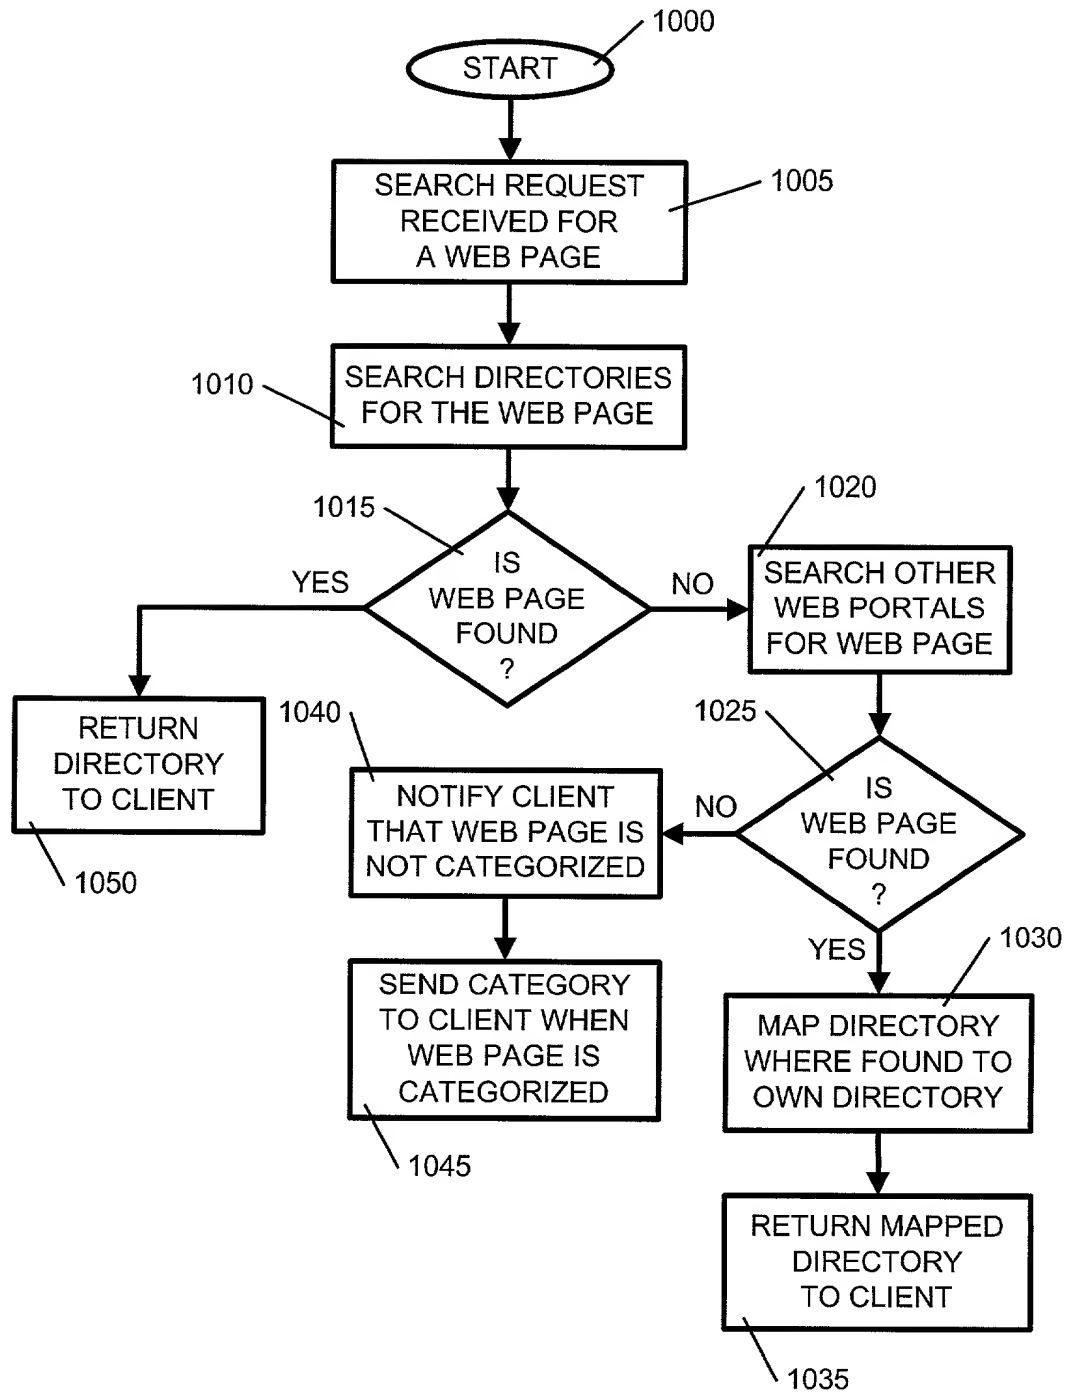 1000
START
SEARCH REQUEST
RECEIVED FOR
A WEB PAGE
1005
SEARCH DIRECTORIES
FOR THE WEB PAGE
1010
1015
IS
WEB PAGE
FOUND
?
YES
NO
1020
SEARCH OTHER
WEB PORTALS
FOR WEB PAGE
RETURN
DIRECTORY
TO CLIENT
1050
1040
NOTIFY CLIENT
THAT WEB PAGE IS
NOT CATEGORIZED
NO
1025
IS
WEB PAGE
FOUND
?
YES
1030
SEND CATEGORY
TO CLIENT WHEN
WEB PAGE IS
CATEGORIZED
1045
MAP DIRECTORY
WHERE FOUND TO
OWN DIRECTORY
RETURN MAPPED
DIRECTORY
TO CLIENT
1035